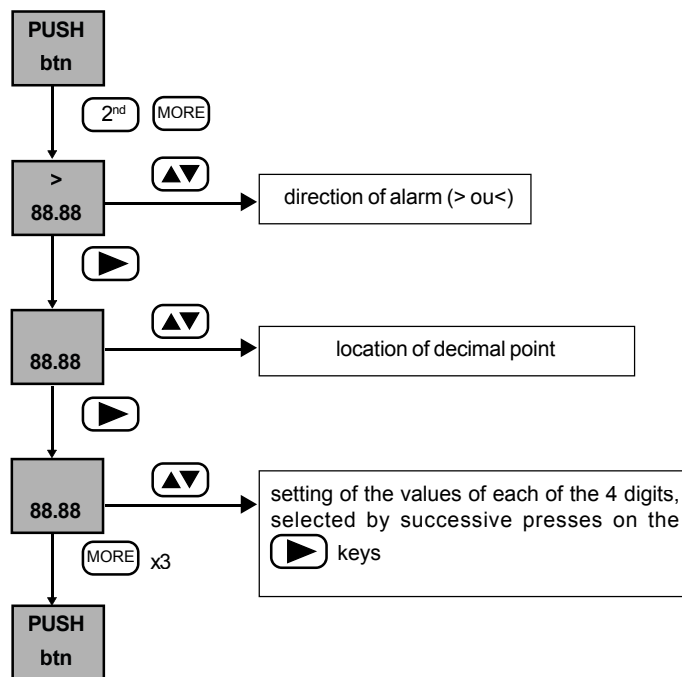 PUSH
btn
2nd MORE
>
88.88
direction of alarm (> ou<)
88.88
location of decimal point
88.88
setting of the values of each of the 4 digits,
selected by successive presses on the
keys
MORE x3
PUSH
btn